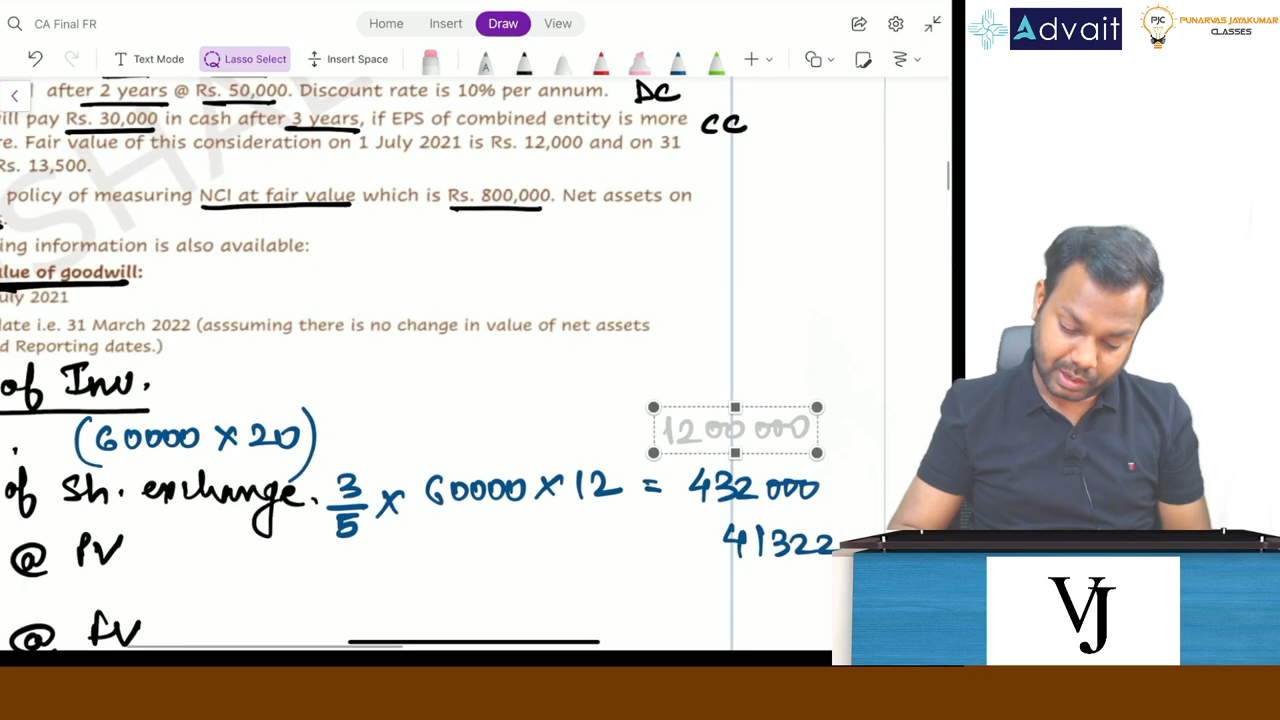 CA Final FR
Home Insert Draw View
Text Mode Lasso Select Insert Space
after 2 years @ Rs. 50,000. Discount rate is 10% per annum. DC
ill pay Rs. 30,000 in cash after 3 years, if EPS of combined entity is more CC
re. Fair value of this consideration on 1 July 2021 is Rs. 12,000 and on 31
Rs. 13,500.
policy of measuring NCI at fair value which is Rs. 800,000. Net assets on
s.
ing information is also available:
alue of goodwill:
uly 2021
late i.e. 31 March 2022 (asssuming there is no change in value of net assets
d Reporting dates.)
of Inv.
(60000 × 20) 1200 000
of Sh. exchange. 3/5 × 60000 × 12 = 432 000
@ PV 41322
@ FV
Advait
PJC PUNARVAS JAYAKUMAR
CLASSES
VJ